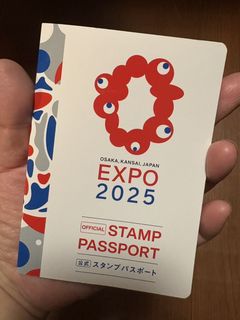 OSAKA, KANSAI, JAPAN
EXPO
2025
OFFICIAL STAMP
PASSPORT
公式 スタンプパスポート